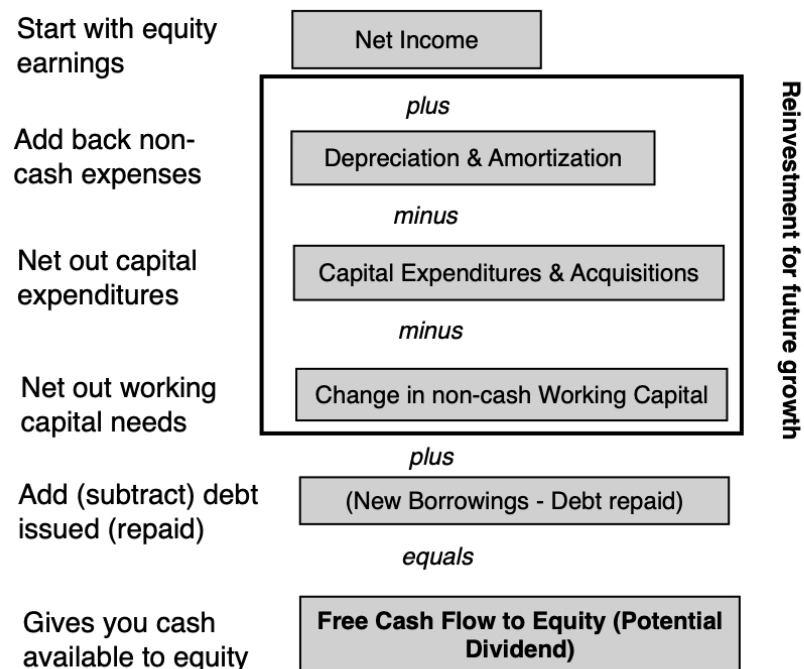 Start with equity
earnings
Net Income
plus
Add back non-
cash expenses
Depreciation & Amortization
minus
Net out capital
expenditures
Capital Expenditures & Acquisitions
minus
Net out working
capital needs
Change in non-cash Working Capital
Reinvestment for future growth
plus
Add (subtract) debt
issued (repaid)
(New Borrowings - Debt repaid)
equals
Gives you cash
available to equity
Free Cash Flow to Equity (Potential
Dividend)